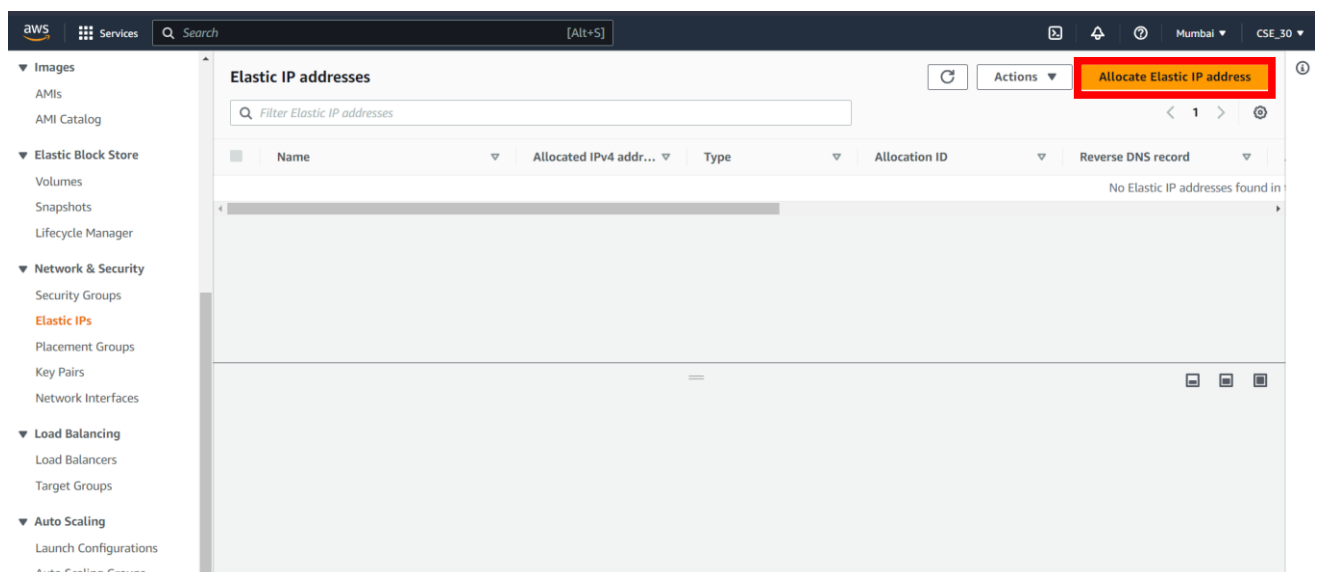 aws Services Search [Alt+S] Mumbai CSE_30
Images
AMIs
AMI Catalog
Elastic Block Store
Volumes
Snapshots
Lifecycle Manager
Network & Security
Security Groups
Elastic IPs
Placement Groups
Key Pairs
Network Interfaces
Load Balancing
Load Balancers
Target Groups
Auto Scaling
Launch Configurations
Auto Scaling Groups
Elastic IP addresses Actions Allocate Elastic IP address
Filter Elastic IP addresses 1
Name Allocated IPv4 addr... Type Allocation ID Reverse DNS record
No Elastic IP addresses found in